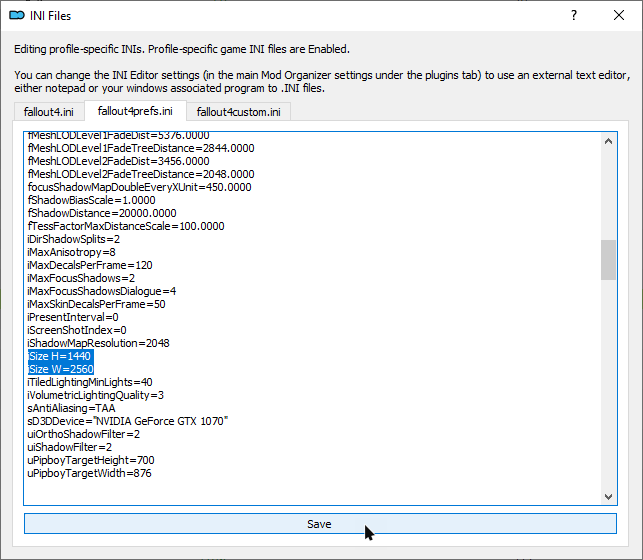 INI Files
Editing profile-specific INIs. Profile-specific game INI files are Enabled.
You can change the INI Editor settings (in the main Mod Organizer settings under the plugins tab) to use an external text editor,
either notepad or your windows associated program to .INI files.
fallout4.ini fallout4prefs.ini fallout4custom.ini
fMeshLODLevel1FadeDist=5376.0000
fMeshLODLevel1FadeTreeDistance=2844.0000
fMeshLODLevel2FadeDist=3456.0000
fMeshLODLevel2FadeTreeDistance=2048.0000
focusShadowMapDoubleEveryXUnit=450.0000
fShadowBiasScale=1.0000
fShadowDistance=20000.0000
fTessFactorMaxDistanceScale=100.0000
iDirShadowSplits=2
iMaxAnisotropy=8
iMaxDecalsPerFrame=120
iMaxFocusShadows=2
iMaxFocusShadowsDialogue=4
iMaxSkinDecalsPerFrame=50
iPresentInterval=0
iScreenShotIndex=0
iShadowMapResolution=2048
iSize H=1440
iSize W=2560
iTiledLightingMinLights=40
iVolumetricLightingQuality=3
sAntiAliasing=TAA
sD3DDevice="NVIDIA GeForce GTX 1070"
uiOrthoShadowFilter=2
uiShadowFilter=2
uPipboyTargetHeight=700
uPipboyTargetWidth=876
Save